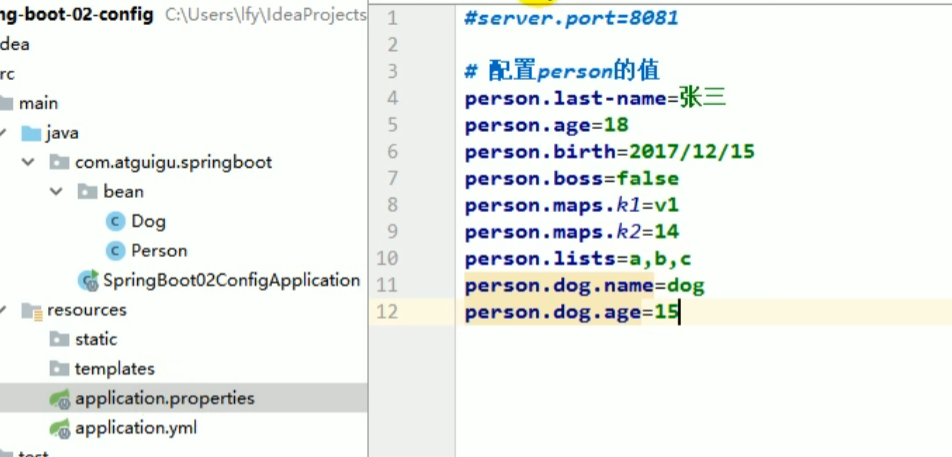 ng-boot-02-config C:\Users\lfy\IdeaProjects
dea
rc
main
java
com.atguigu.springboot
bean
Dog
Person
SpringBoot02ConfigApplication
resources
static
templates
application.properties
application.yml
1 #server.port=8081
2
3 # 配置person的值
4 person.last-name=张三
5 person.age=18
6 person.birth=2017/12/15
7 person.boss=false
8 person.maps.k1=v1
9 person.maps.k2=14
10 person.lists=a,b,c
11 person.dog.name=dog
12 person.dog.age=15